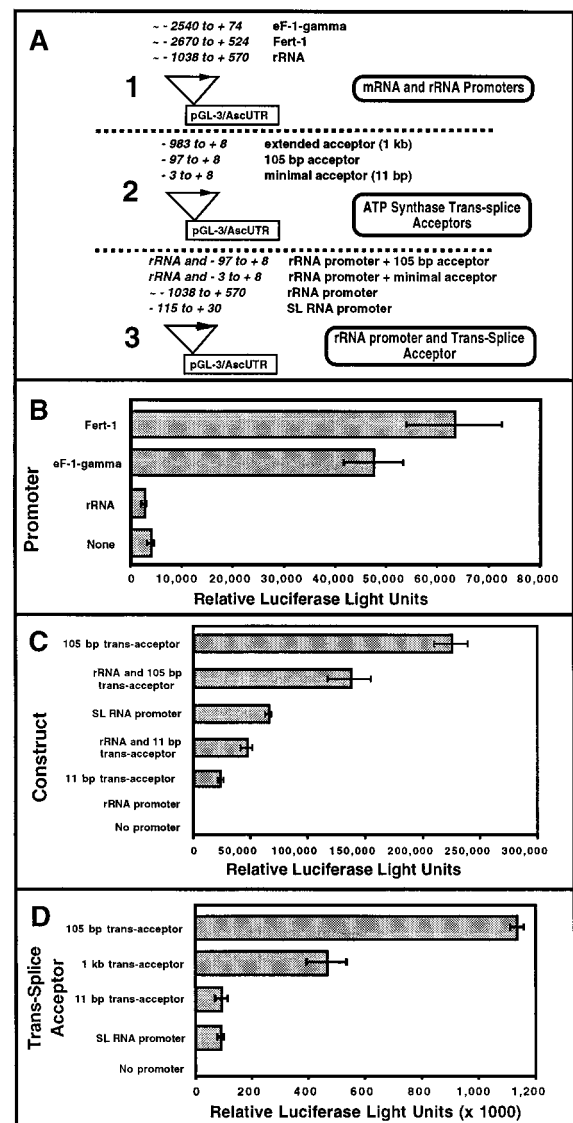 A
~ - 2540 to + 74 eF-1-gamma
~ - 2670 to + 524 Fert-1
~ - 1038 to + 570 rRNA
1
mRNA and rRNA Promoters
pGL-3/AscUTR
- 983 to + 8 extended acceptor (1 kb)
- 97 to + 8 105 bp acceptor
- 3 to + 8 minimal acceptor (11 bp)
2
ATP Synthase Trans-splice
Acceptors
pGL-3/AscUTR
rRNA and - 97 to + 8 rRNA promoter + 105 bp acceptor
rRNA and - 3 to + 8 rRNA promoter + minimal acceptor
~ - 1038 to + 570 rRNA promoter
- 115 to + 30 SL RNA promoter
3
rRNA promoter and Trans-Splice
Acceptor
pGL-3/AscUTR
B
Promoter
Fert-1
eF-1-gamma
rRNA
None
0 10,000 20,000 30,000 40,000 50,000 60,000 70,000 80,000
Relative Luciferase Light Units
C
Construct
105 bp trans-acceptor
rRNA and 105 bp
trans-acceptor
SL RNA promoter
rRNA and 11 bp
trans-acceptor
11 bp trans-acceptor
rRNA promoter
No promoter
0 50,000 100,000 150,000 200,000 250,000 300,000
Relative Luciferase Light Units
D
Trans-Splice
Acceptor
105 bp trans-acceptor
1 kb trans-acceptor
11 bp trans-acceptor
SL RNA promoter
No promoter
0 200 400 600 800 1000 1,200
Relative Luciferase Light Units (x 1000)